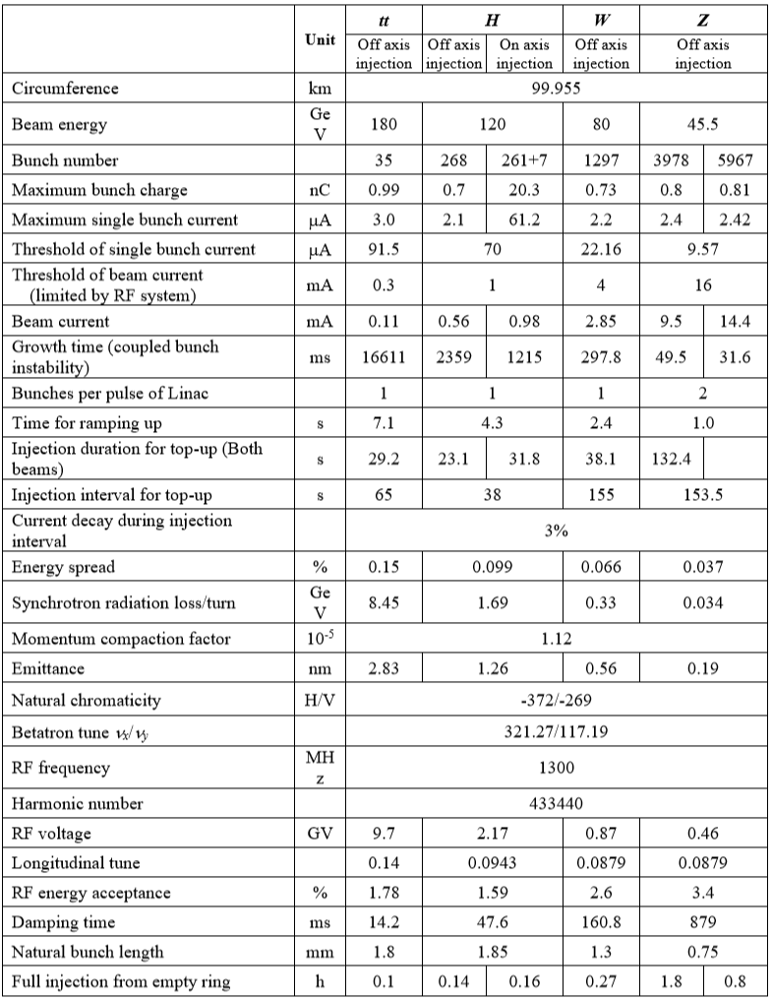 tt H W Z
Unit Off axis injection Off axis injection On axis injection Off axis injection Off axis injection
Circumference km 99.955
Beam energy Ge V 180 120 80 45.5
Bunch number 35 268 261+7 1297 3978 5967
Maximum bunch charge nC 0.99 0.7 20.3 0.73 0.8 0.81
Maximum single bunch current μA 3.0 2.1 61.2 2.2 2.4 2.42
Threshold of single bunch current μA 91.5 70 22.16 9.57
Threshold of beam current
(limited by RF system) mA 0.3 1 4 16
Beam current mA 0.11 0.56 0.98 2.85 9.5 14.4
Growth time (coupled bunch
instability) ms 16611 2359 1215 297.8 49.5 31.6
Bunches per pulse of Linac 1 1 1 2
Time for ramping up s 7.1 4.3 2.4 1.0
Injection duration for top-up (Both
beams) s 29.2 23.1 31.8 38.1 132.4
Injection interval for top-up s 65 38 155 153.5
Current decay during injection
interval 3%
Energy spread % 0.15 0.099 0.066 0.037
Synchrotron radiation loss/turn Ge V 8.45 1.69 0.33 0.034
Momentum compaction factor 10⁻⁵ 1.12
Emittance nm 2.83 1.26 0.56 0.19
Natural chromaticity H/V -372/-269
Betatron tune νx/νy 321.27/117.19
RF frequency MH z 1300
Harmonic number 433440
RF voltage GV 9.7 2.17 0.87 0.46
Longitudinal tune 0.14 0.0943 0.0879 0.0879
RF energy acceptance % 1.78 1.59 2.6 3.4
Damping time ms 14.2 47.6 160.8 879
Natural bunch length mm 1.8 1.85 1.3 0.75
Full injection from empty ring h 0.1 0.14 0.16 0.27 1.8 0.8